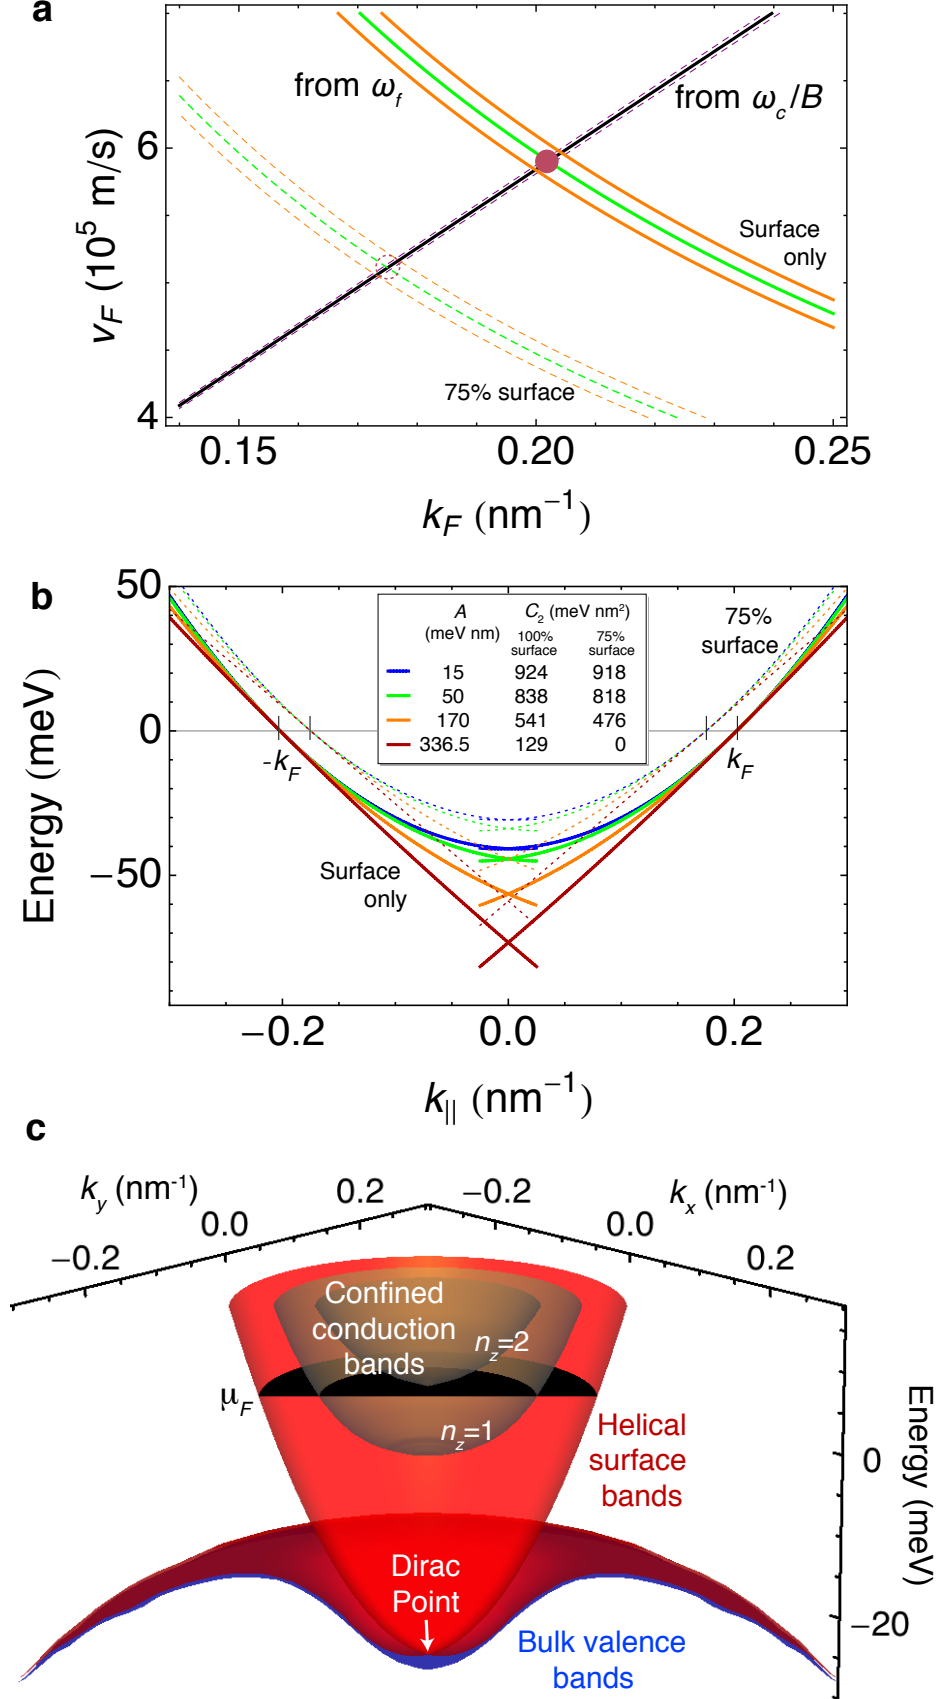 a
from ω_f
from ω_c/B
6
4
v_F (10⁵ m/s)
Surface
only
75% surface
0.15
0.20
0.25
k_F (nm⁻¹)
b
50
0
−50
Energy (meV)
A
(meV nm)
C₂ (meV nm²)
100%
surface
75%
surface
15 924 918
50 838 818
170 541 476
336.5 129 0
75%
surface
-k_F
k_F
Surface
only
−0.2
0.0
0.2
k_|| (nm⁻¹)
c
k_y (nm⁻¹)
−0.2
0.0
0.2
k_x (nm⁻¹)
−0.2
0.0
0.2
Confined
conduction
bands
n_z=2
μ_F
n_z=1
Helical
surface
bands
Dirac
Point
Bulk valence
bands
0
−20
Energy (meV)